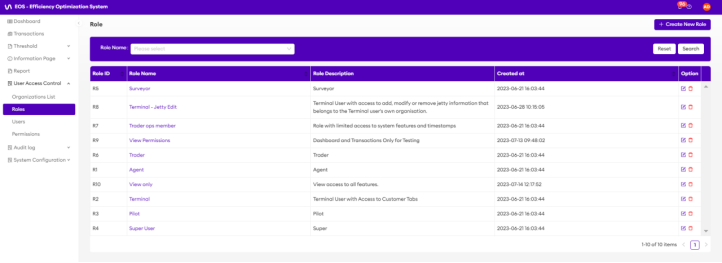 EOS - Efficiency Optimization System
Dashboard
Transactions
Threshold
Information Page
Report
User Access Control
Organizations List
Roles
Users
Permissions
Audit log
System Configuration
Role
+ Create New Role
Role Name: Please select
Reset Search
Role ID Role Name Role Description Created at Option
R5 Surveyor Surveyor 2023-06-21 16:03:44
R8 Terminal - Jetty Edit Terminal User with access to add, modify or remove jetty information that
belongs to the Terminal user's own organisation. 2023-06-28 10:15:05
R7 Trader ops member Role with limited access to system features and timestamps 2023-06-21 16:03:44
R9 View Permissions Dashboard and Transactions Only for Testing 2023-07-13 09:48:02
R6 Trader Trader 2023-06-21 16:03:44
R1 Agent Agent 2023-06-21 16:03:44
R10 View only View access to all features. 2023-07-14 12:17:52
R2 Terminal Terminal User with Access to Customer Tabs 2023-06-21 16:03:44
R3 Pilot Pilot 2023-06-21 16:03:44
R4 Super User Super 2023-06-21 16:03:44
1-10 of 10 items 1